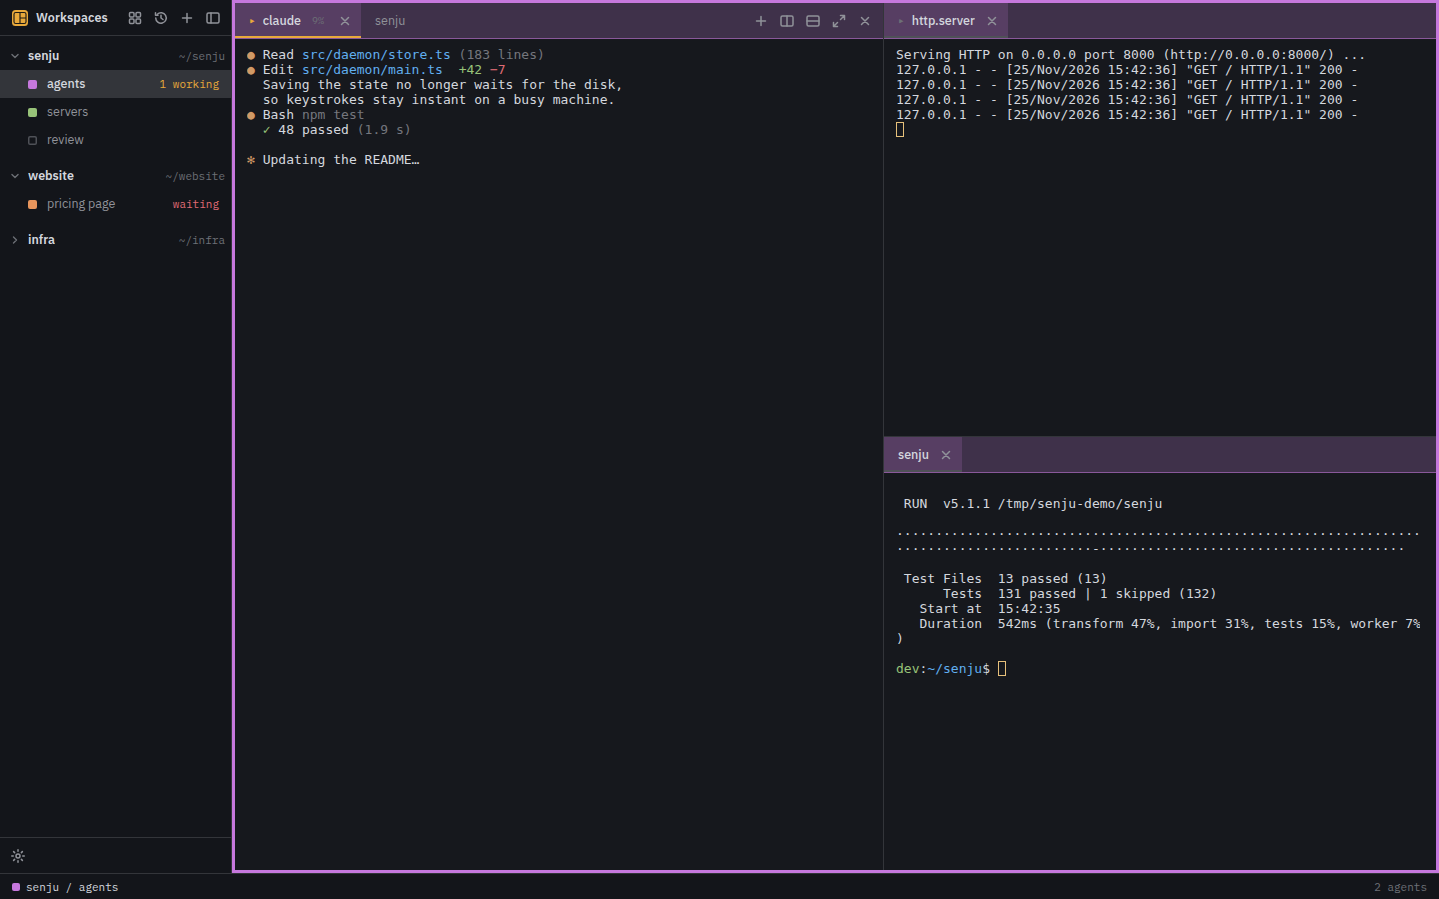 Workspaces
senju ~/senju
agents 1 working
servers
review
website ~/website
pricing page waiting
infra ~/infra
▸ claude 9% ×
senju
● Read src/daemon/store.ts (183 lines)
● Edit src/daemon/main.ts +42 −7
Saving the state no longer waits for the disk,
so keystrokes stay instant on a busy machine.
● Bash npm test
✓ 48 passed (1.9 s)
✻ Updating the README…
▸ http.server ×
Serving HTTP on 0.0.0.0 port 8000 (http://0.0.0.0:8000/) ...
127.0.0.1 - - [25/Nov/2026 15:42:36] "GET / HTTP/1.1" 200 -
127.0.0.1 - - [25/Nov/2026 15:42:36] "GET / HTTP/1.1" 200 -
127.0.0.1 - - [25/Nov/2026 15:42:36] "GET / HTTP/1.1" 200 -
127.0.0.1 - - [25/Nov/2026 15:42:36] "GET / HTTP/1.1" 200 -
senju ×
RUN v5.1.1 /tmp/senju-demo/senju
···································································
·························-·······································
Test Files 13 passed (13)
Tests 131 passed | 1 skipped (132)
Start at 15:42:35
Duration 542ms (transform 47%, import 31%, tests 15%, worker 7%
)
dev:~/senju$
senju / agents
2 agents